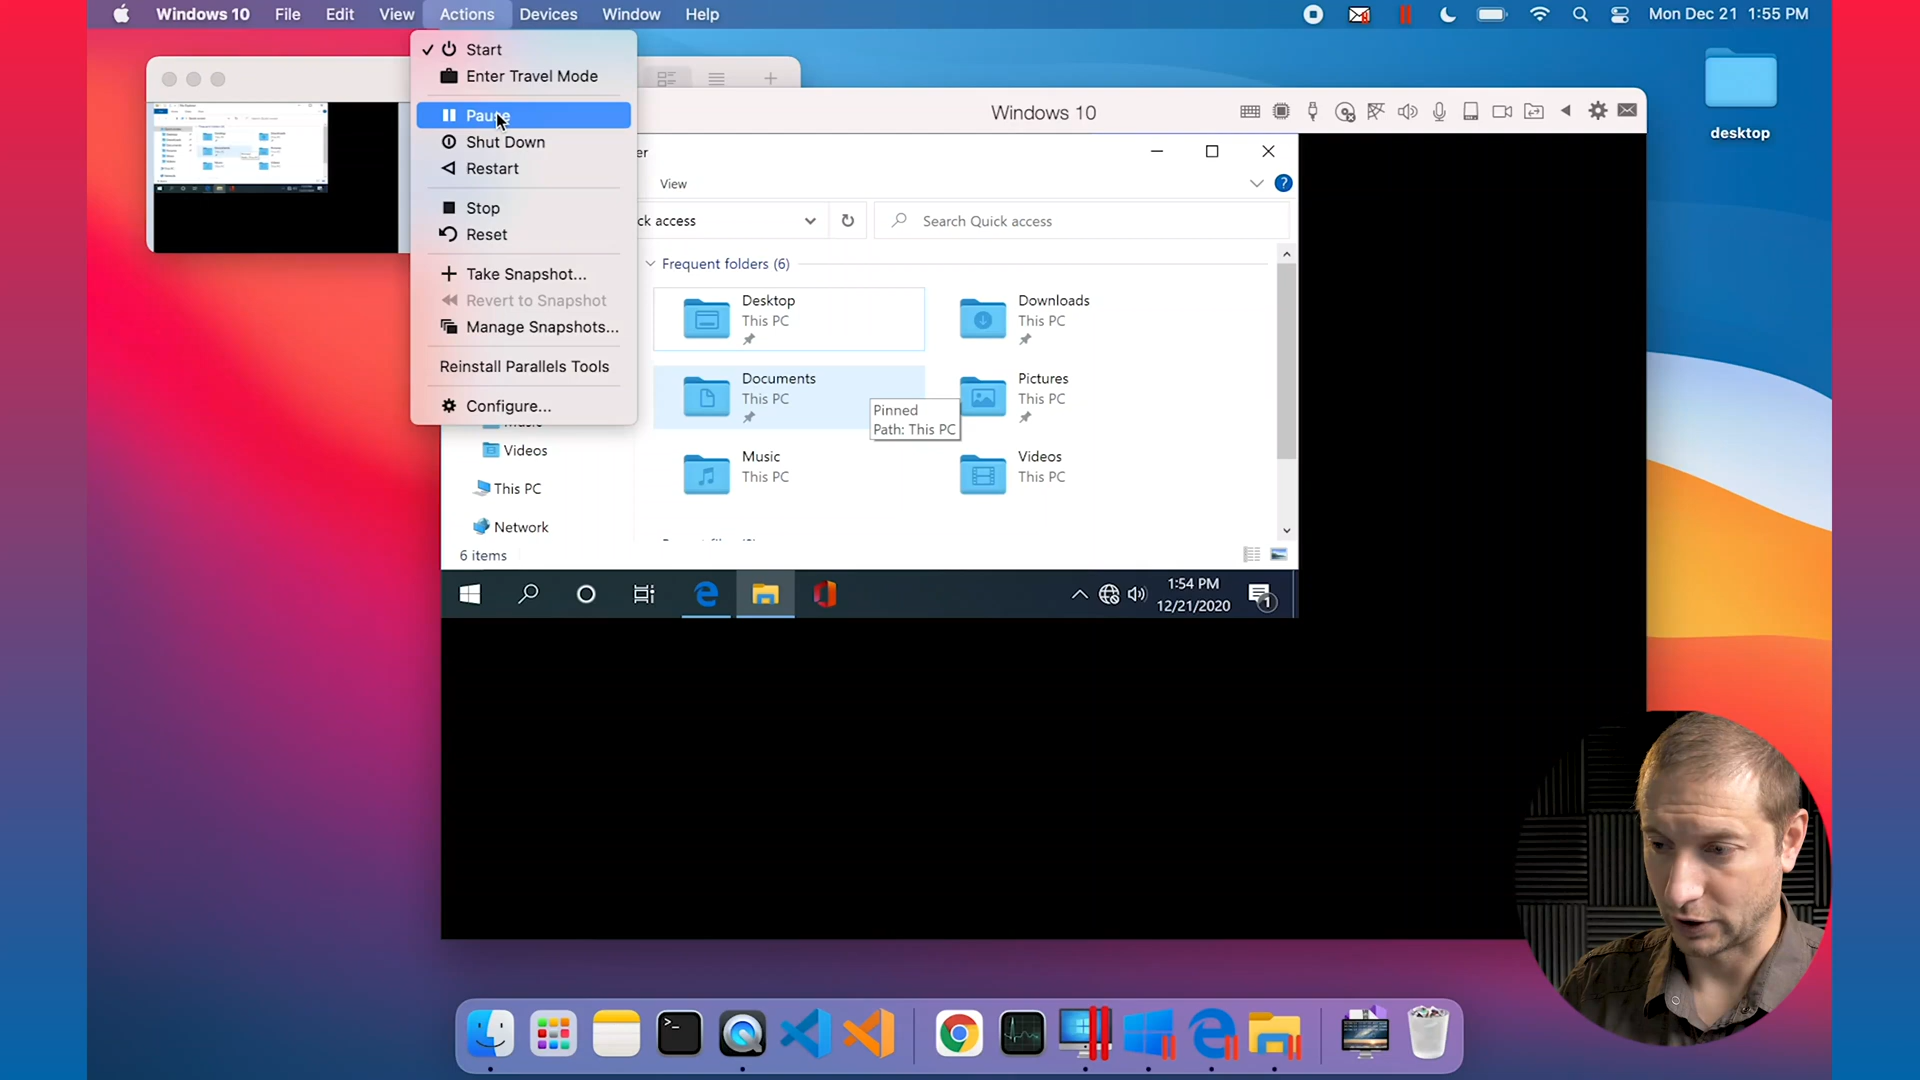 Windows 10 File Edit View Actions Devices Window Help Mon Dec 21 1:55 PM
Start
Enter Travel Mode
Pause
Shut Down
Restart
Stop
Reset
Take Snapshot...
Revert to Snapshot
Manage Snapshots...
Reinstall Parallels Tools
Configure...
desktop
Windows 10
er
View
ck access
Search Quick access
Frequent folders (6)
Desktop
This PC
Downloads
This PC
Documents
This PC
Pictures
This PC
Pinned
Path: This PC
Music
This PC
Videos
This PC
Music
Videos
This PC
Network
6 items
1:54 PM
12/21/2020
1